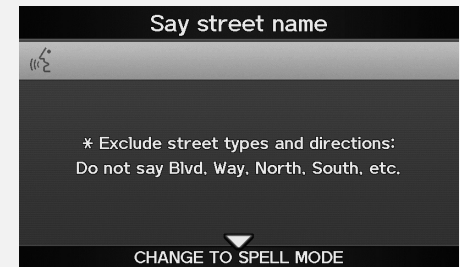 Say street name
* Exclude street types and directions:
Do not say Blvd, Way, North, South, etc.
CHANGE TO SPELL MODE